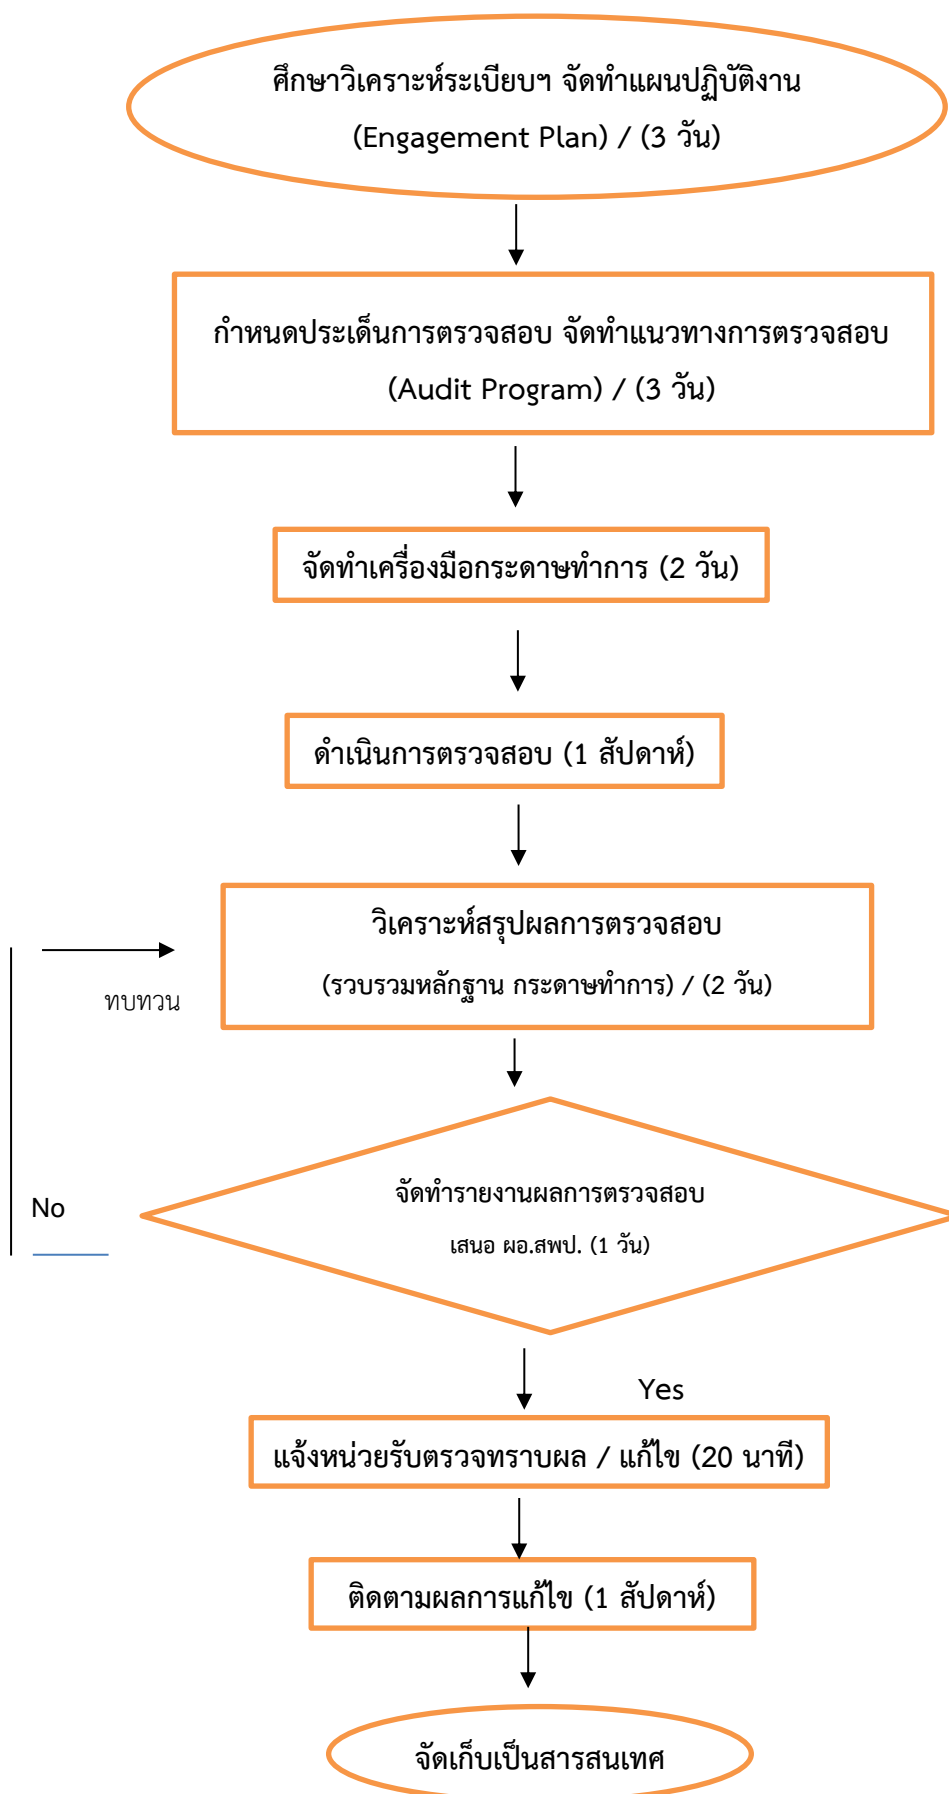 ศึกษาวิเคราะห์ระเบียบฯ จัดทำแผนปฏิบัติงาน
(Engagement Plan) / (3 วัน)
กำหนดประเด็นการตรวจสอบ จัดทำแนวทางการตรวจสอบ
(Audit Program) / (3 วัน)
จัดทำเครื่องมือกระดาษทำการ (2 วัน)
ดำเนินการตรวจสอบ (1 สัปดาห์)
วิเคราะห์สรุปผลการตรวจสอบ
(รวบรวมหลักฐาน กระดาษทำการ) / (2 วัน)
ทบทวน
จัดทำรายงานผลการตรวจสอบ
No
เสนอ ผอ.สพป. (1 วัน)
Yes
แจ้งหน่วยรับตรวจทราบผล / แก้ไข (20 นาที)
ติดตามผลการแก้ไข (1 สัปดาห์)
จัดเก็บเป็นสารสนเทศ